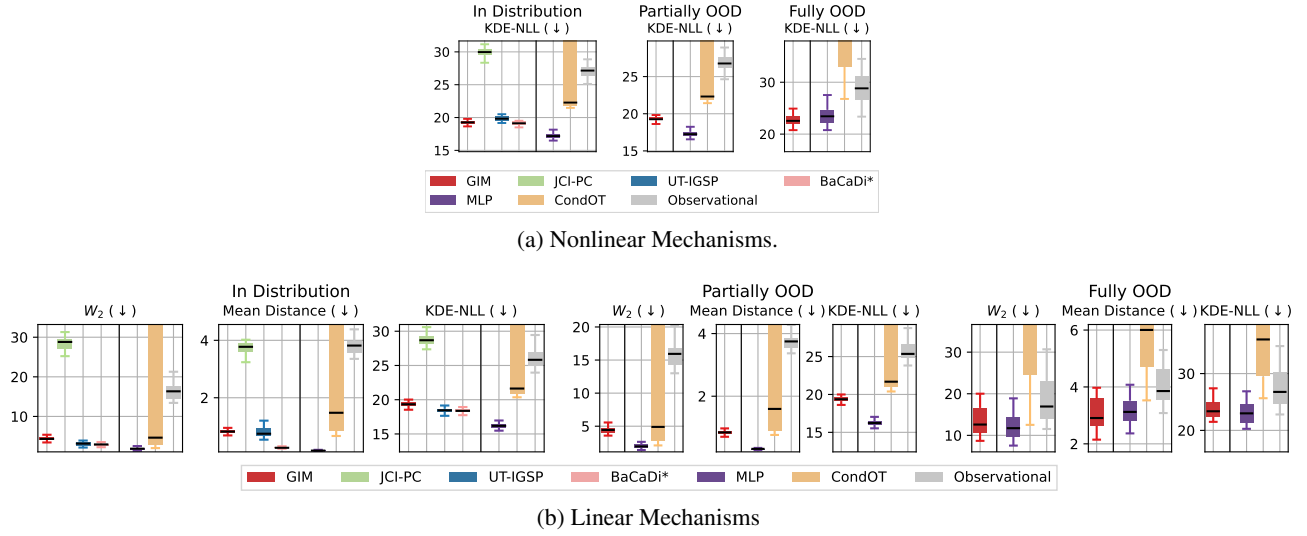 In Distribution
KDE-NLL (↓)
30
25
20
15
Partially OOD
KDE-NLL (↓)
25
20
15
Fully OOD
KDE-NLL (↓)
30
20
GIM JCI-PC UT-IGSP BaCaDi*
MLP CondOT Observational
(a) Nonlinear Mechanisms.
In Distribution
W₂ (↓)
30
20
10
Mean Distance (↓)
4
2
KDE-NLL (↓)
30
25
20
15
Partially OOD
W₂ (↓)
20
15
10
5
Mean Distance (↓)
4
2
KDE-NLL (↓)
25
20
15
Fully OOD
W₂ (↓)
30
20
10
Mean Distance (↓)
6
4
2
KDE-NLL (↓)
30
20
GIM JCI-PC UT-IGSP BaCaDi* MLP CondOT Observational
(b) Linear Mechanisms